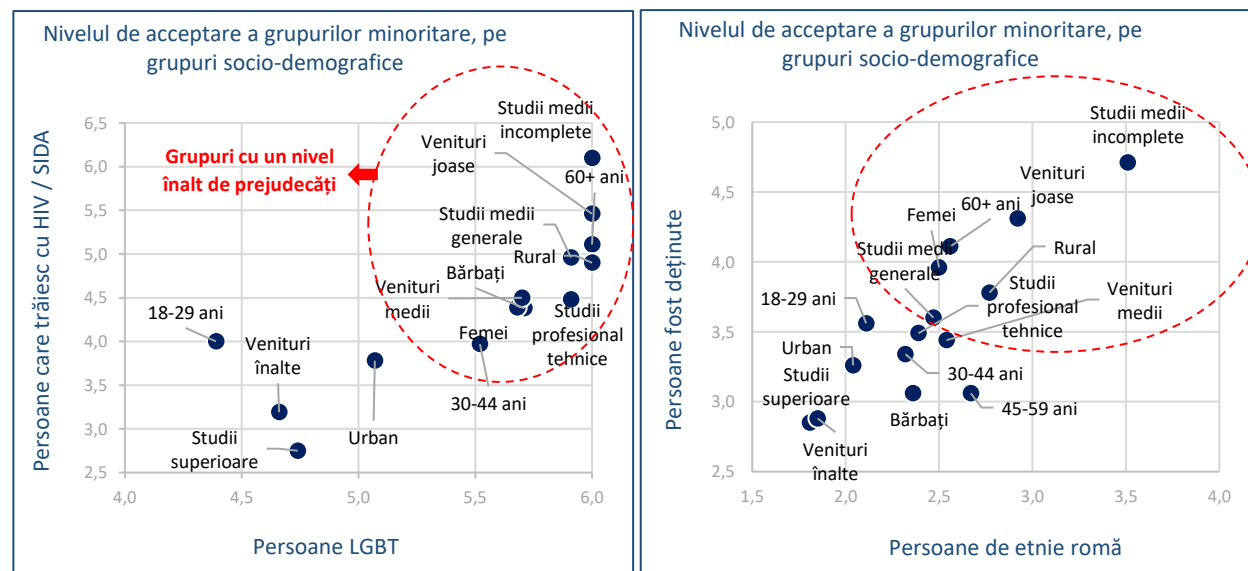 Nivelul de acceptare a grupurilor minoritare, pe
grupuri socio-demografice
Persoane care trăiesc cu HIV / SIDA
6,5
6,0
5,5
5,0
4,5
4,0
3,5
3,0
2,5
4,0
4,5
5,0
5,5
6,0
Persoane LGBT
Grupuri cu un nivel
înalt de prejudecăți
Studii medii
incomplete
Venituri
joase
60+ ani
Studii medii
generale
Rural
Bărbați
Venituri
medii
Femei
Studii
profesional
tehnice
18-29 ani
Venituri
înalte
30-44 ani
Urban
Studii
superioare
Nivelul de acceptare a grupurilor minoritare, pe
grupuri socio-demografice
Persoane fost deținute
5,0
4,5
4,0
3,5
3,0
2,5
1,5
2,0
2,5
3,0
3,5
4,0
Persoane de etnie romă
Studii medii
incomplete
Venituri
joase
60+ ani
Femei
Studii medii
generale
Rural
Studii
profesional
tehnice
Venituri
medii
18-29 ani
Urban
30-44 ani
Studii
superioare
45-59 ani
Bărbați
Venituri
înalte